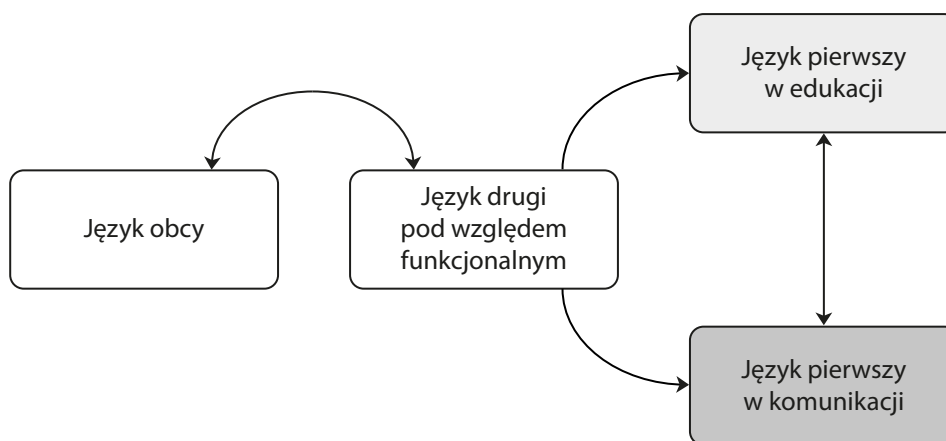 Język obcy
Język drugi
pod względem
funkcjonalnym
Język pierwszy
w edukacji
Język pierwszy
w komunikacji